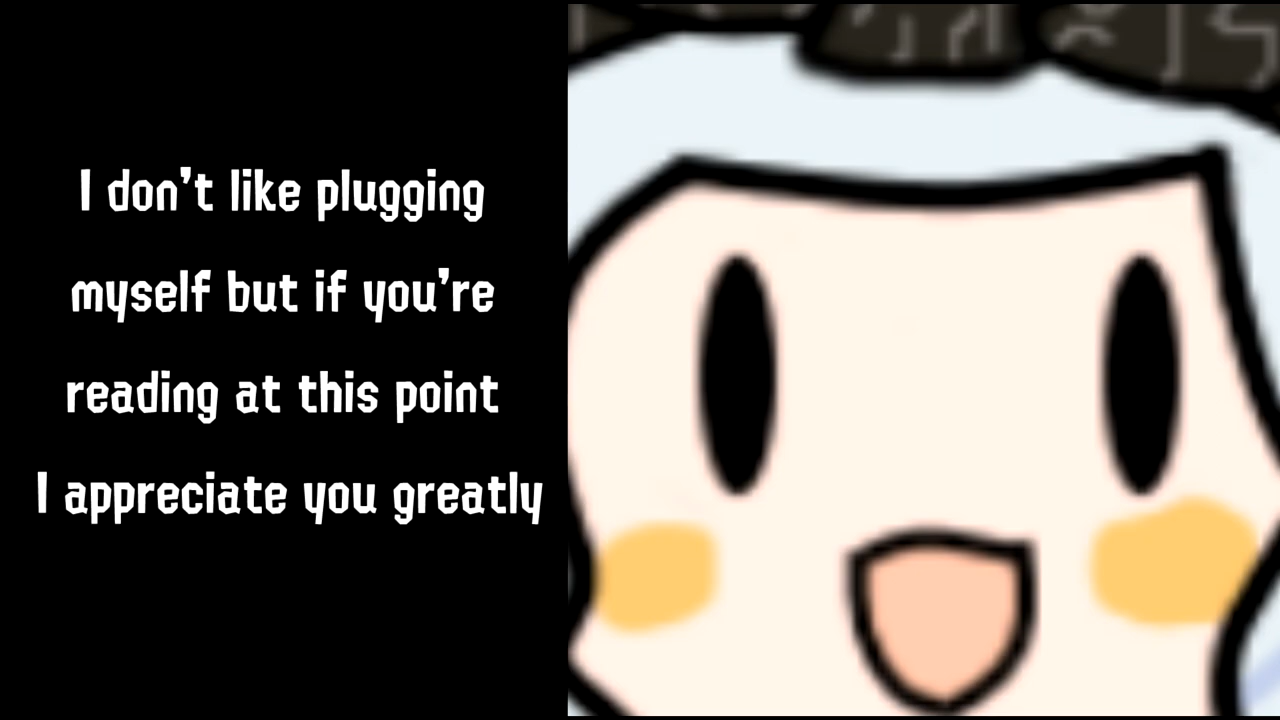 I don't like plugging
myself but if you're
reading at this point
I appreciate you greatly